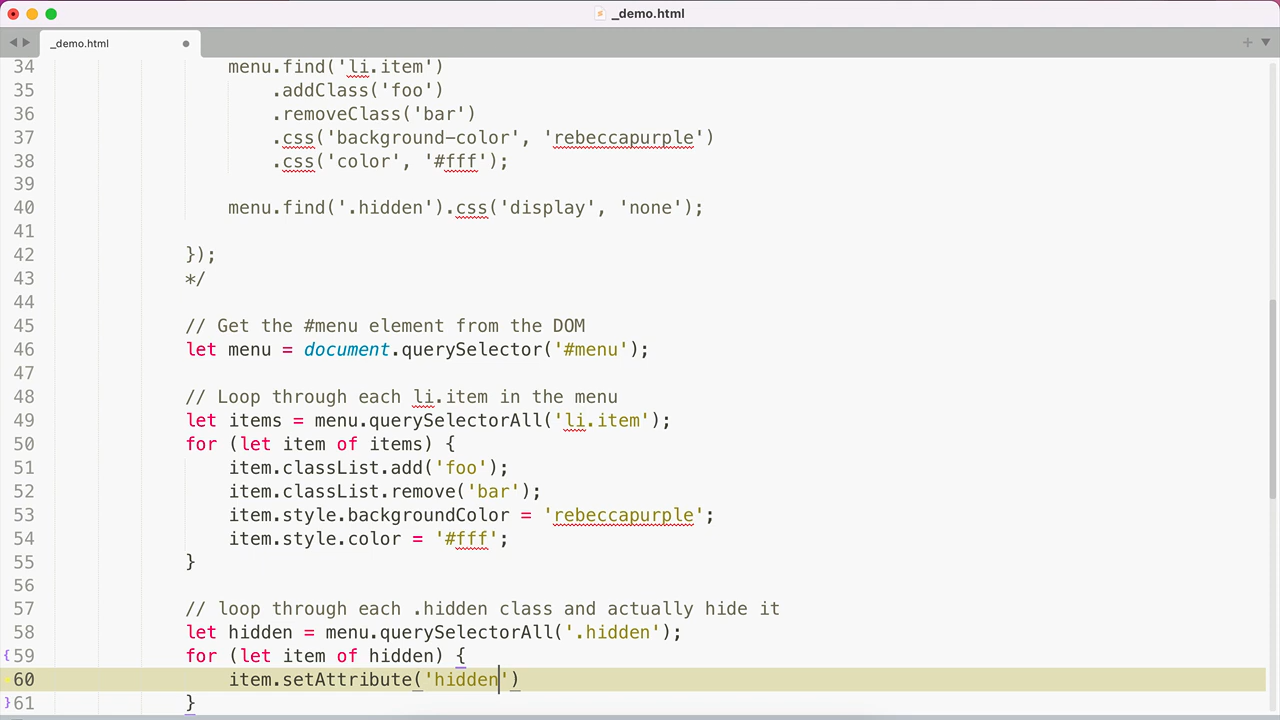 _demo.html
_demo.html
34 menu.find('li.item')
35 .addClass('foo')
36 .removeClass('bar')
37 .css('background-color', 'rebeccapurple')
38 .css('color', '#fff');
39
40 menu.find('.hidden').css('display', 'none');
41
42 });
43 */
44
45 // Get the #menu element from the DOM
46 let menu = document.querySelector('#menu');
47
48 // Loop through each li.item in the menu
49 let items = menu.querySelectorAll('li.item');
50 for (let item of items) {
51 item.classList.add('foo');
52 item.classList.remove('bar');
53 item.style.backgroundColor = 'rebeccapurple';
54 item.style.color = '#fff';
55 }
56
57 // loop through each .hidden class and actually hide it
58 let hidden = menu.querySelectorAll('.hidden');
59 for (let item of hidden) {
60 item.setAttribute('hidden')
61 }